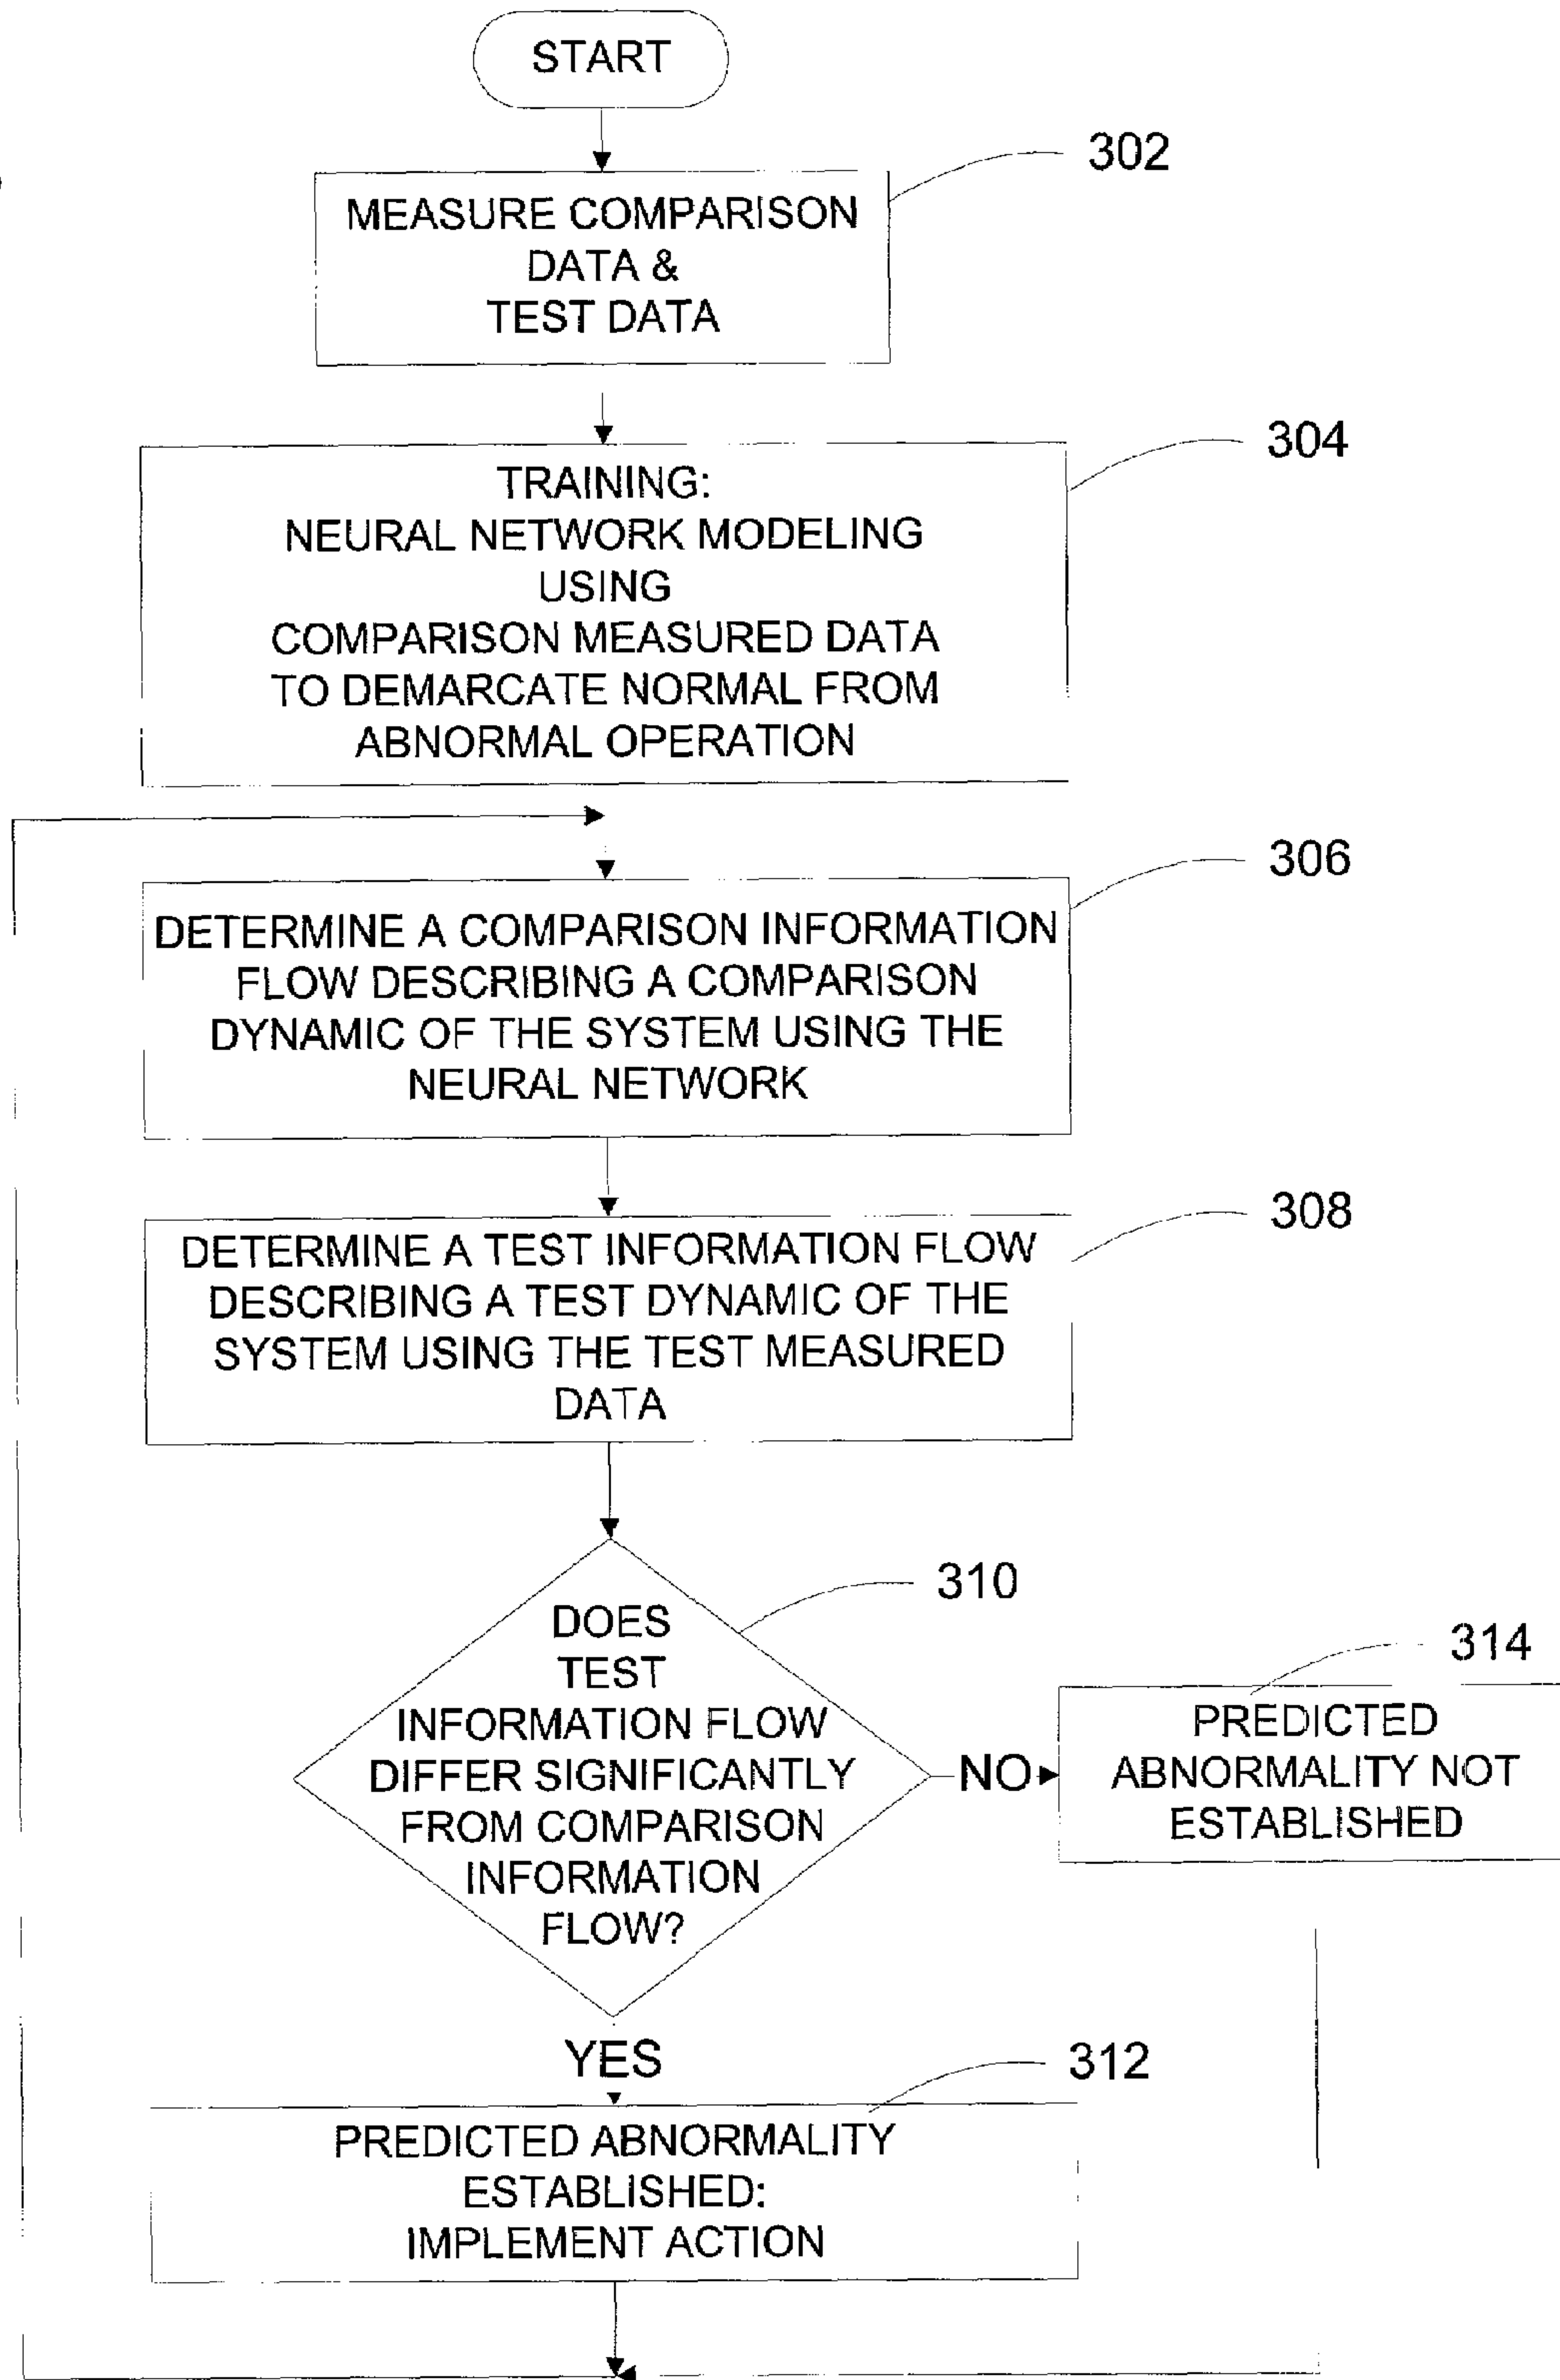 START
302
MEASURE COMPARISON
DATA &
TEST DATA
304
TRAINING:
NEURAL NETWORK MODELING
USING
COMPARISON MEASURED DATA
TO DEMARCATE NORMAL FROM
ABNORMAL OPERATION
306
DETERMINE A COMPARISON INFORMATION
FLOW DESCRIBING A COMPARISON
DYNAMIC OF THE SYSTEM USING THE
NEURAL NETWORK
308
DETERMINE A TEST INFORMATION FLOW
DESCRIBING A TEST DYNAMIC OF THE
SYSTEM USING THE TEST MEASURED
DATA
310
DOES
TEST
INFORMATION FLOW
DIFFER SIGNIFICANTLY
FROM COMPARISON
INFORMATION
FLOW?
NO
314
PREDICTED
ABNORMALITY NOT
ESTABLISHED
YES
312
PREDICTED ABNORMALITY
ESTABLISHED:
IMPLEMENT ACTION